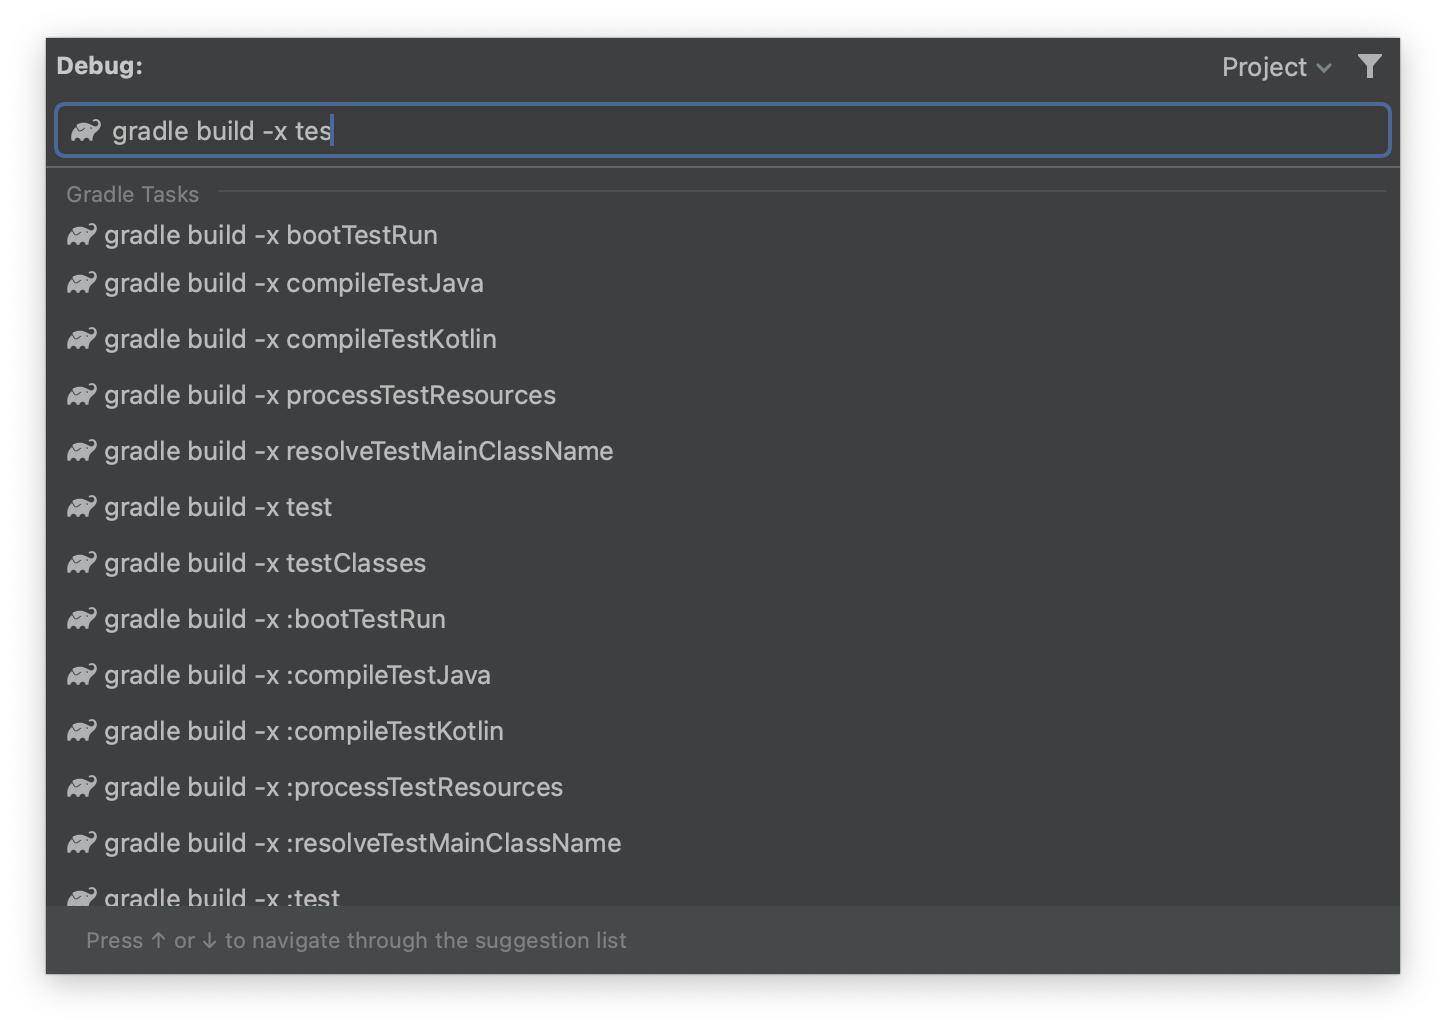 Debug:
Project
gradle build -x tes
Gradle Tasks
gradle build -x bootTestRun
gradle build -x compileTestJava
gradle build -x compileTestKotlin
gradle build -x processTestResources
gradle build -x resolveTestMainClassName
gradle build -x test
gradle build -x testClasses
gradle build -x :bootTestRun
gradle build -x :compileTestJava
gradle build -x :compileTestKotlin
gradle build -x :processTestResources
gradle build -x :resolveTestMainClassName
gradle build -x :test
Press ↑ or ↓ to navigate through the suggestion list